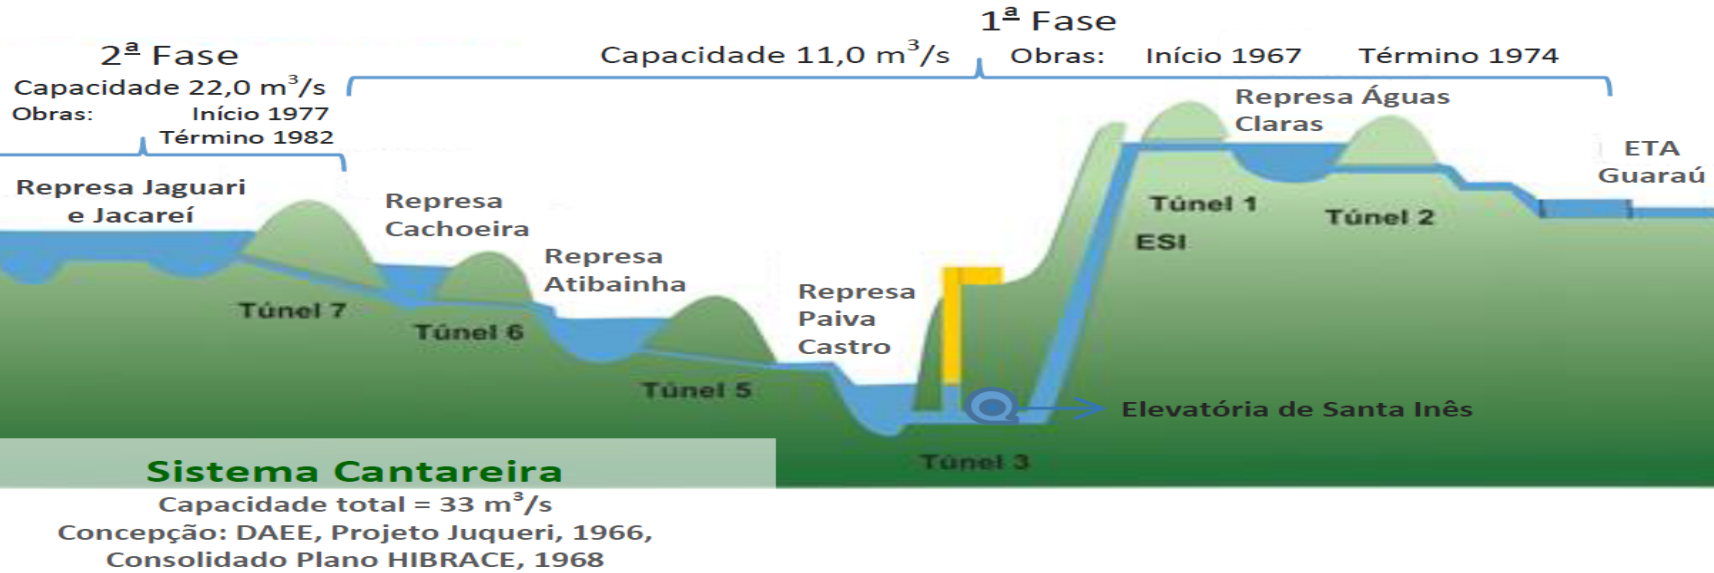 1ª Fase
Capacidade 11,0 m³/s
Obras: Início 1967 Término 1974
2ª Fase
Capacidade 22,0 m³/s
Obras: Início 1977
Término 1982
Represa Jaguari
e Jacareí
Represa
Cachoeira
Represa
Atibainha
Represa
Paiva
Castro
Represa Águas
Claras
ETA
Guaraú
Túnel 7
Túnel 6
Túnel 5
Túnel 3
Túnel 1
ESI
Túnel 2
Elevatória de Santa Inês
Sistema Cantareira
Capacidade total = 33 m³/s
Concepção: DAEE, Projeto Juqueri, 1966,
Consolidado Plano HIBRACE, 1968